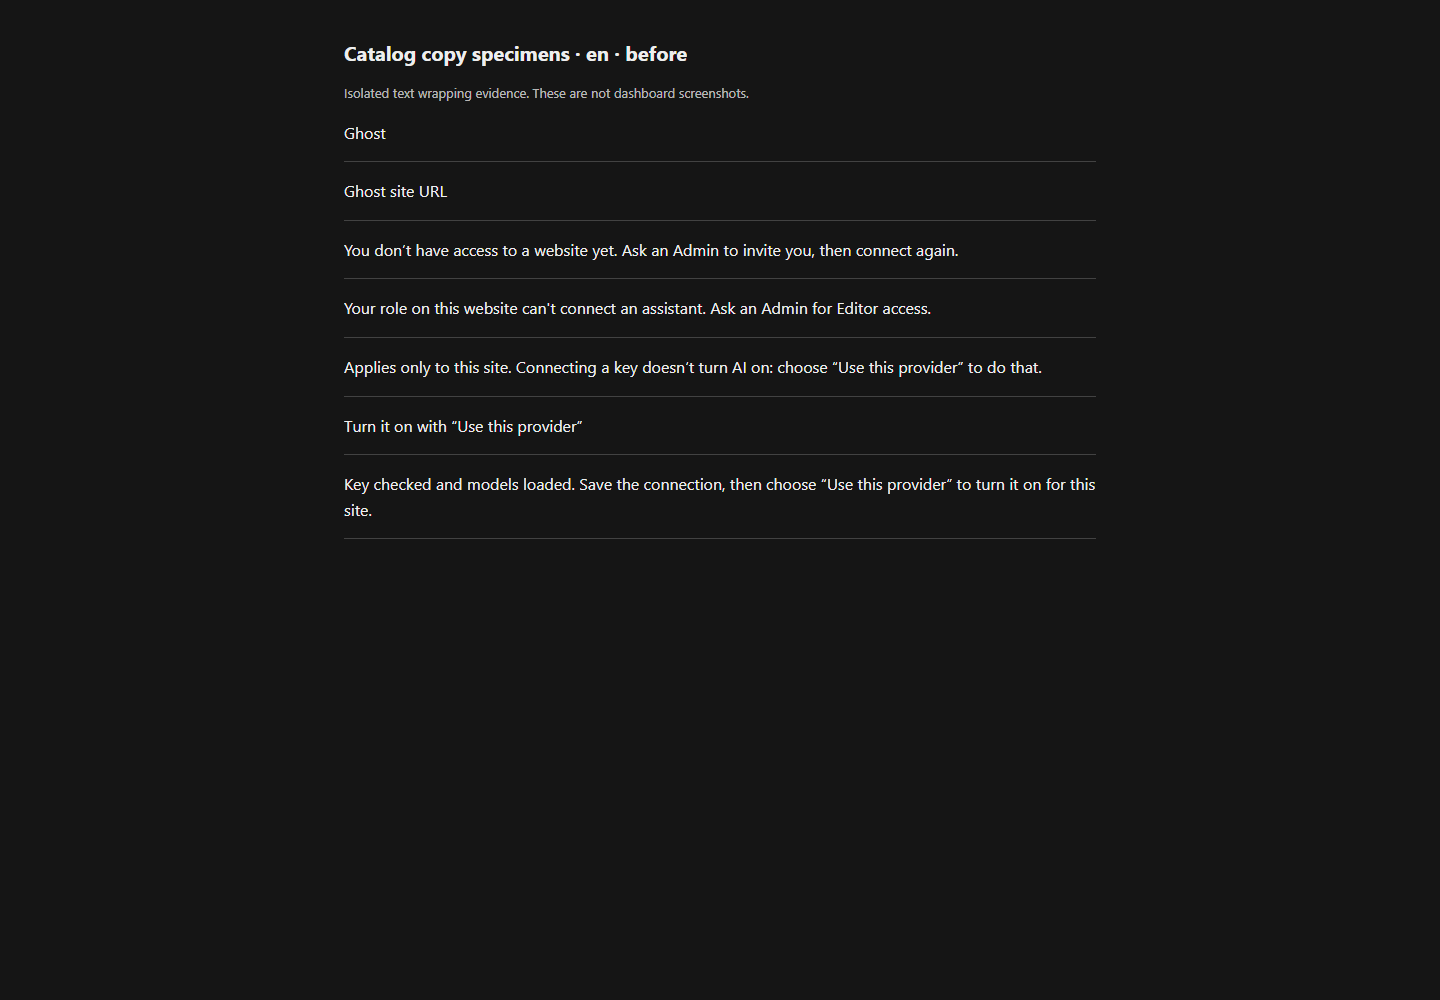 Catalog copy specimens · en · before
Isolated text wrapping evidence. These are not dashboard screenshots.
Ghost
Ghost site URL
You don’t have access to a website yet. Ask an Admin to invite you, then connect again.
Your role on this website can't connect an assistant. Ask an Admin for Editor access.
Applies only to this site. Connecting a key doesn’t turn AI on: choose “Use this provider” to do that.
Turn it on with “Use this provider”
Key checked and models loaded. Save the connection, then choose “Use this provider” to turn it on for this
site.